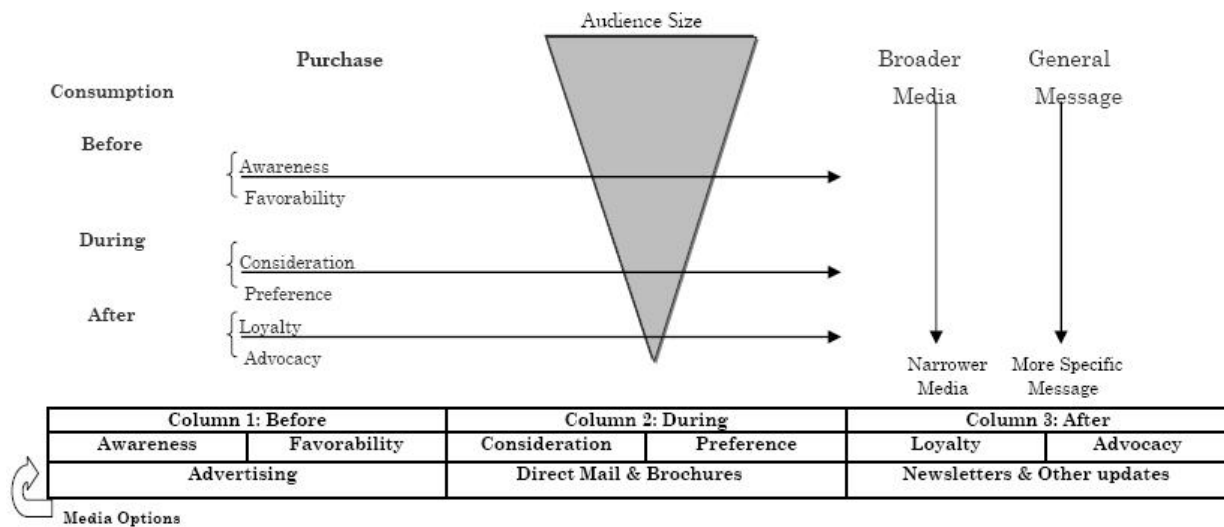 Audience Size
Purchase
Broader Media
General Message
Consumption
Before
Awareness
Favorability
During
Consideration
Preference
After
Loyalty
Advocacy
Narrower Media
More Specific Message
Column 1: Before
Column 2: During
Column 3: After
Awareness
Favorability
Consideration
Preference
Loyalty
Advocacy
Advertising
Direct Mail & Brochures
Newsletters & Other updates
Media Options